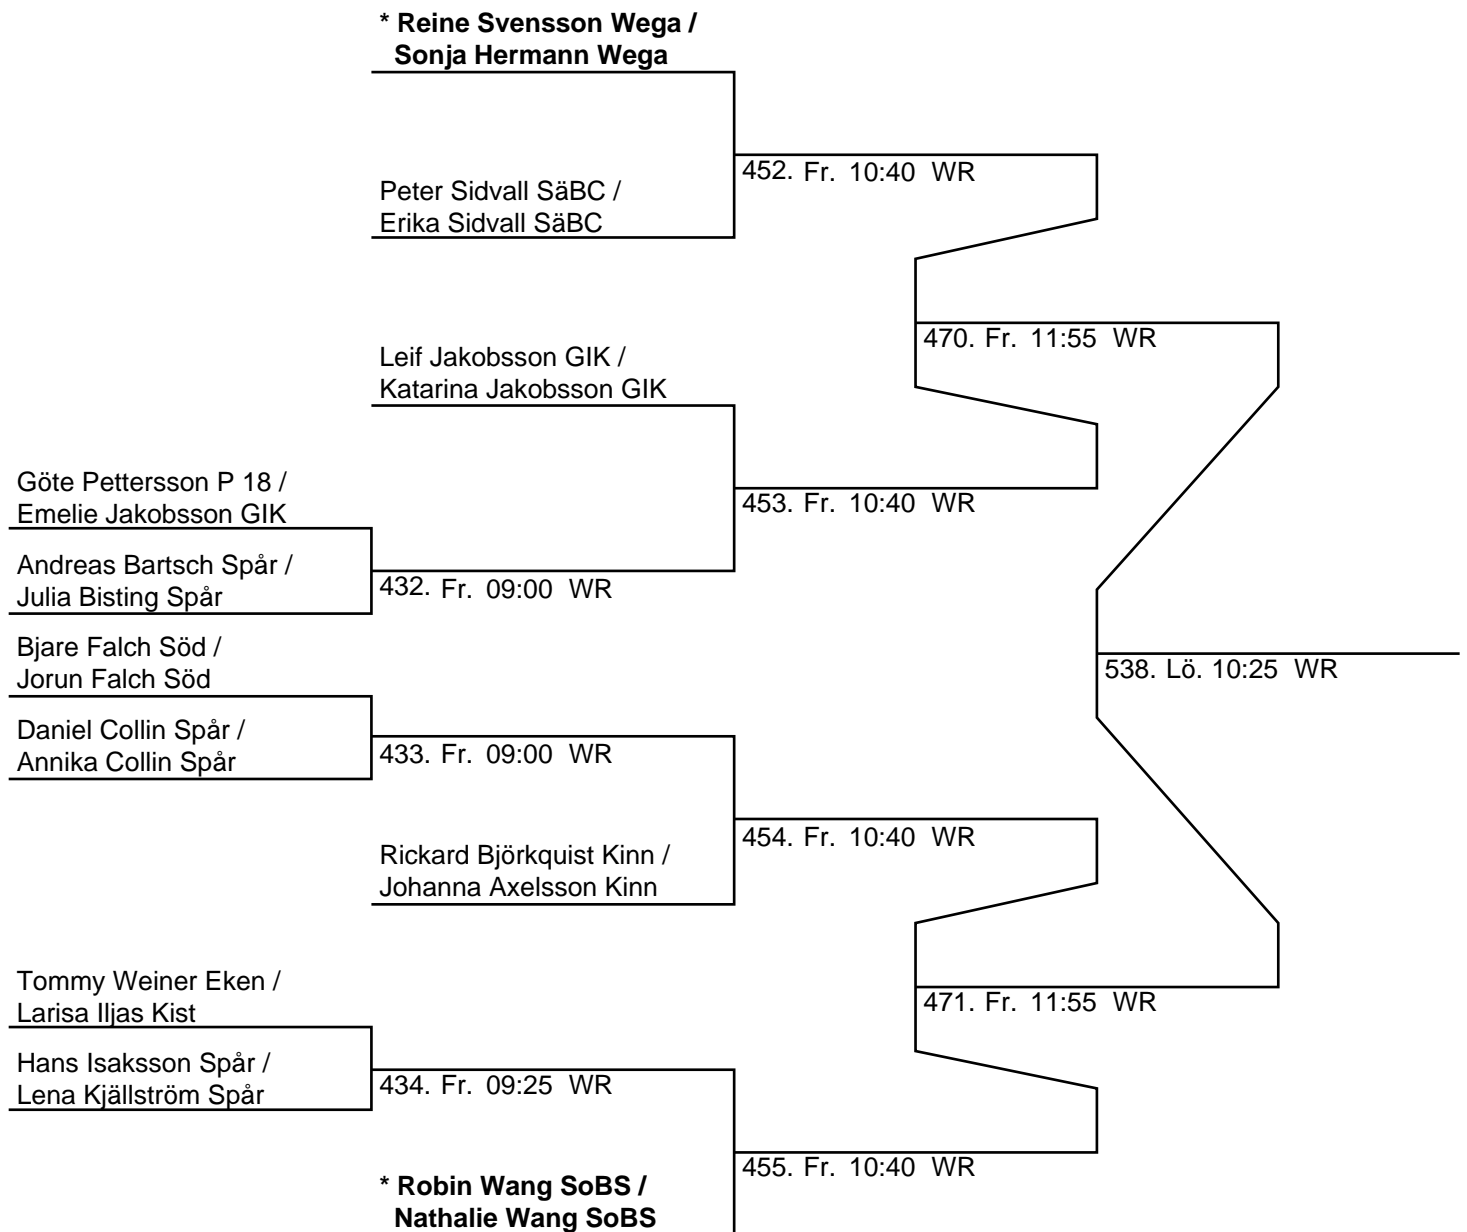 * Reine Svensson Wega /
Sonja Hermann Wega
452. Fr. 10:40 WR
Peter Sidvall SäBC /
Erika Sidvall SäBC
470. Fr. 11:55 WR
Leif Jakobsson GIK /
Katarina Jakobsson GIK
Göte Pettersson P 18 /
Emelie Jakobsson GIK
453. Fr. 10:40 WR
Andreas Bartsch Spår /
Julia Bisting Spår
432. Fr. 09:00 WR
Bjare Falch Söd /
Jorun Falch Söd
538. Lö. 10:25 WR
Daniel Collin Spår /
Annika Collin Spår
433. Fr. 09:00 WR
454. Fr. 10:40 WR
Rickard Björkquist Kinn /
Johanna Axelsson Kinn
Tommy Weiner Eken /
Larisa Iljas Kist
471. Fr. 11:55 WR
Hans Isaksson Spår /
Lena Kjällström Spår
434. Fr. 09:25 WR
455. Fr. 10:40 WR
* Robin Wang SoBS /
Nathalie Wang SoBS